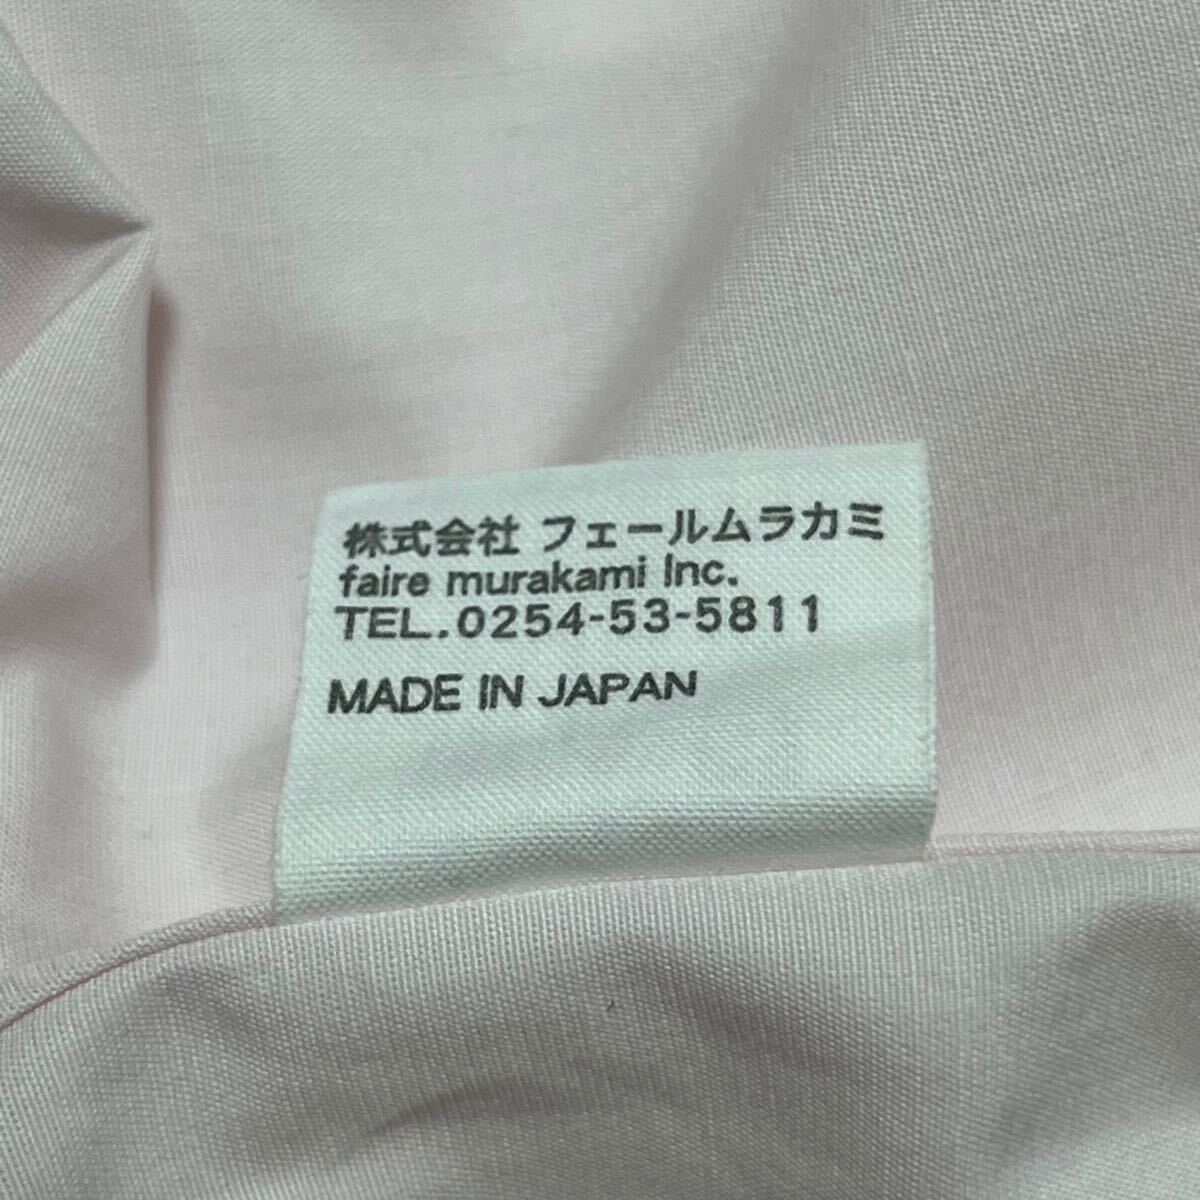 株式会社 フェールムラカミ
faire murakami Inc.
TEL.0254-53-5811
MADE IN JAPAN